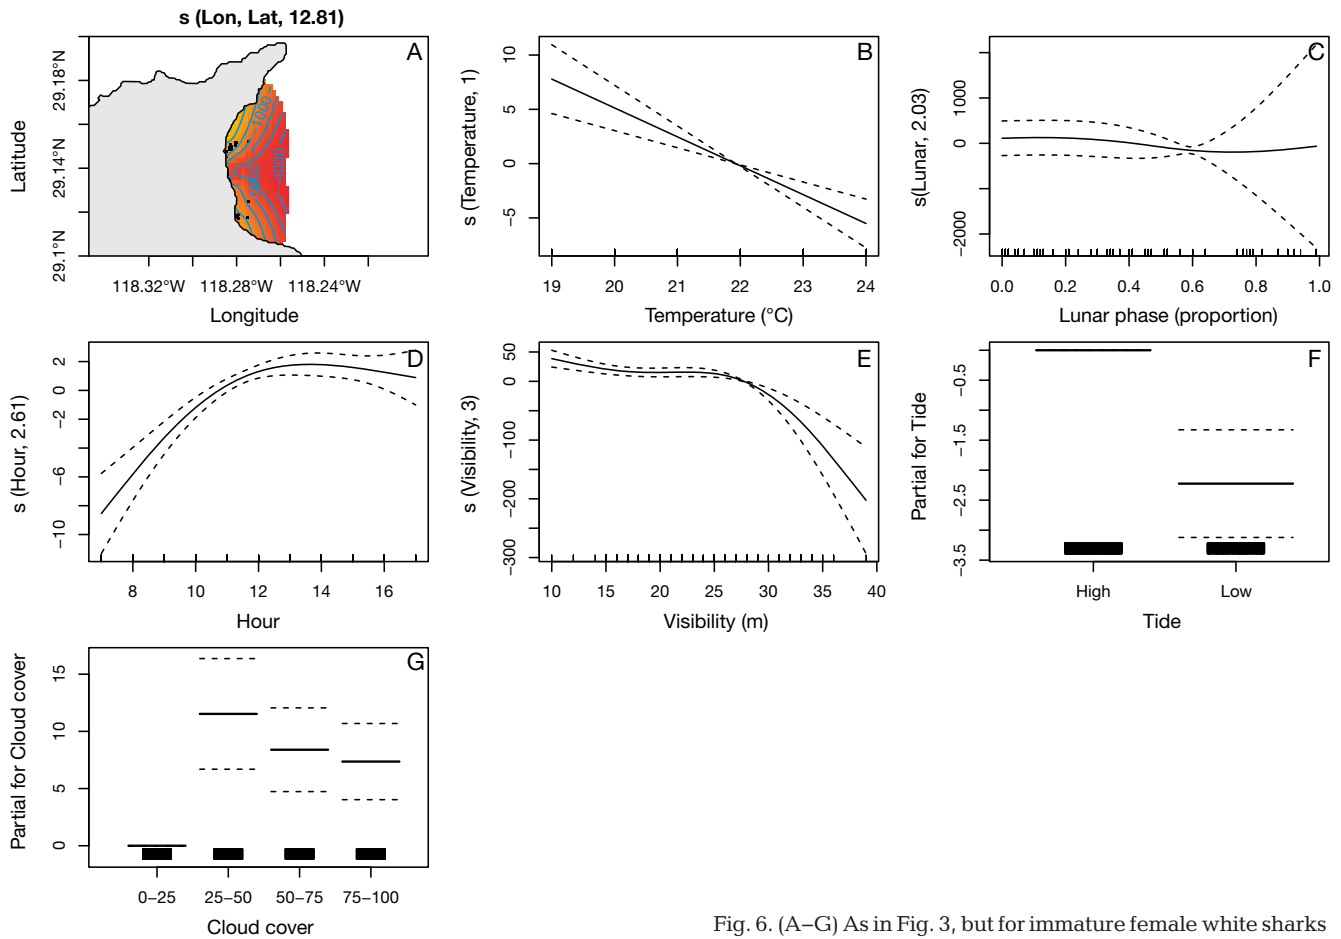 s (Lon, Lat, 12.81)
A
Latitude
29.18°N
29.14°N
29.1°N
118.32°W 118.28°W 118.24°W
Longitude
B
s (Temperature, 1)
10
5
0
−5
19 20 21 22 23 24
Temperature (°C)
C
s(Lunar, 2.03)
1000
0
−2000
0.0 0.2 0.4 0.6 0.8 1.0
Lunar phase (proportion)
D
s (Hour, 2.61)
2
0
−2
−6
−10
8 10 12 14 16
Hour
E
s (Visibility, 3)
50
0
−100
−200
−300
10 15 20 25 30 35 40
Visibility (m)
F
Partial for Tide
−0.5
−1.5
−2.5
−3.5
High Low
Tide
G
Partial for Cloud cover
15
10
5
0
0–25 25–50 50–75 75–100
Cloud cover
Fig. 6. (A–G) As in Fig. 3, but for immature female white sharks